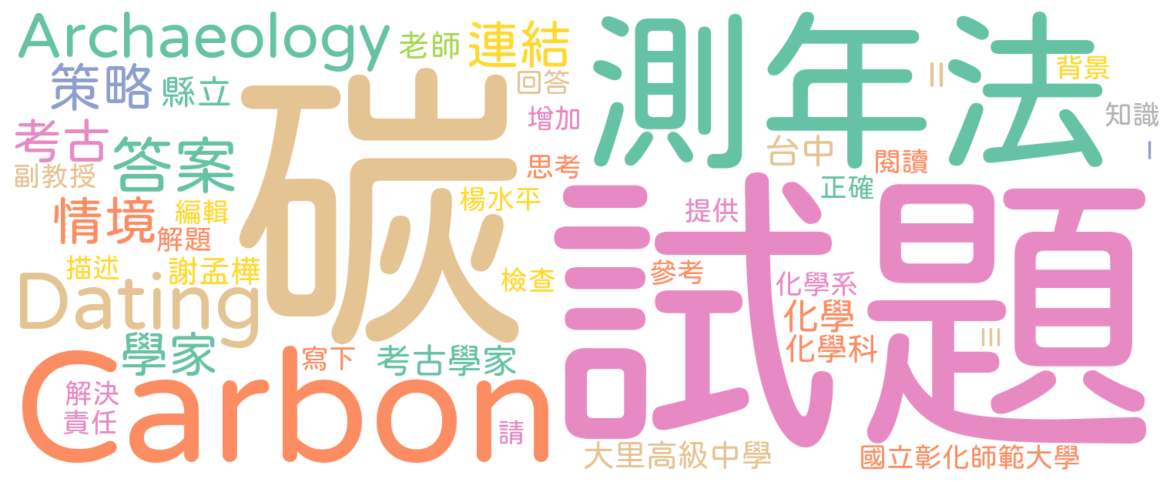 Archaeology
老師
連結
測年法
II
背景
策略
縣立
回答
碳
增加
知識
考古
答案
台中
I
副教授
思考
閱讀
正確
情境
編輯
楊水平
提供
試題
解題
描述
謝孟樺
檢查
參考
化學系
Dating
化學
學家
寫下
考古學家
化學科
III
Carbon
解決
責任
請
大里高級中學
國立彰化師範大學